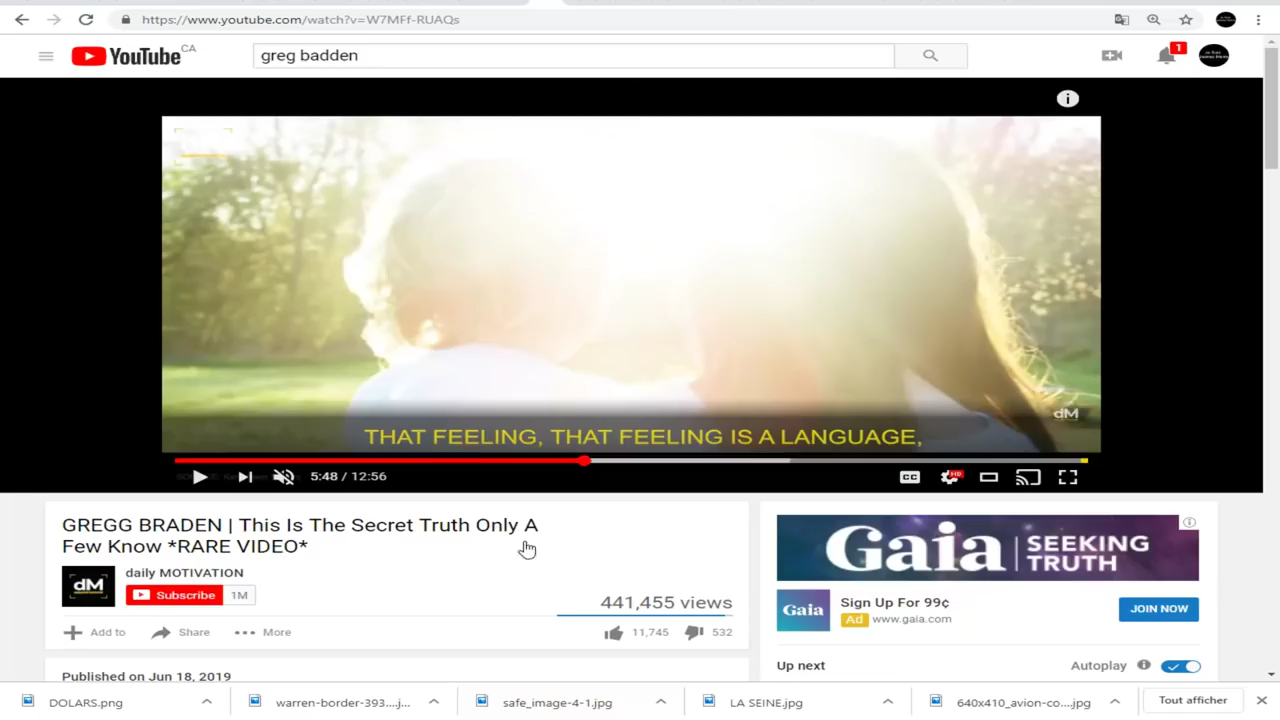 https://www.youtube.com/watch?v=W7MFf-RUAQs
YouTube CA
greg badden
1
i
dM
THAT FEELING, THAT FEELING IS A LANGUAGE,
5:48 / 12:56
CC
HD
GREGG BRADEN | This Is The Secret Truth Only A
Few Know *RARE VIDEO*
dM
daily MOTIVATION
Subscribe 1M
441,455 views
Add to Share More
11,745 532
Published on Jun 18, 2019
Gaia SEEKING
TRUTH
Gaia
Sign Up For 99¢
Ad www.gaia.com
JOIN NOW
Up next
Autoplay
DOLARS.png
warren-border-393....j...
safe_image-4-1.jpg
LA SEINE.jpg
640x410_avion-co....jpg
Tout afficher